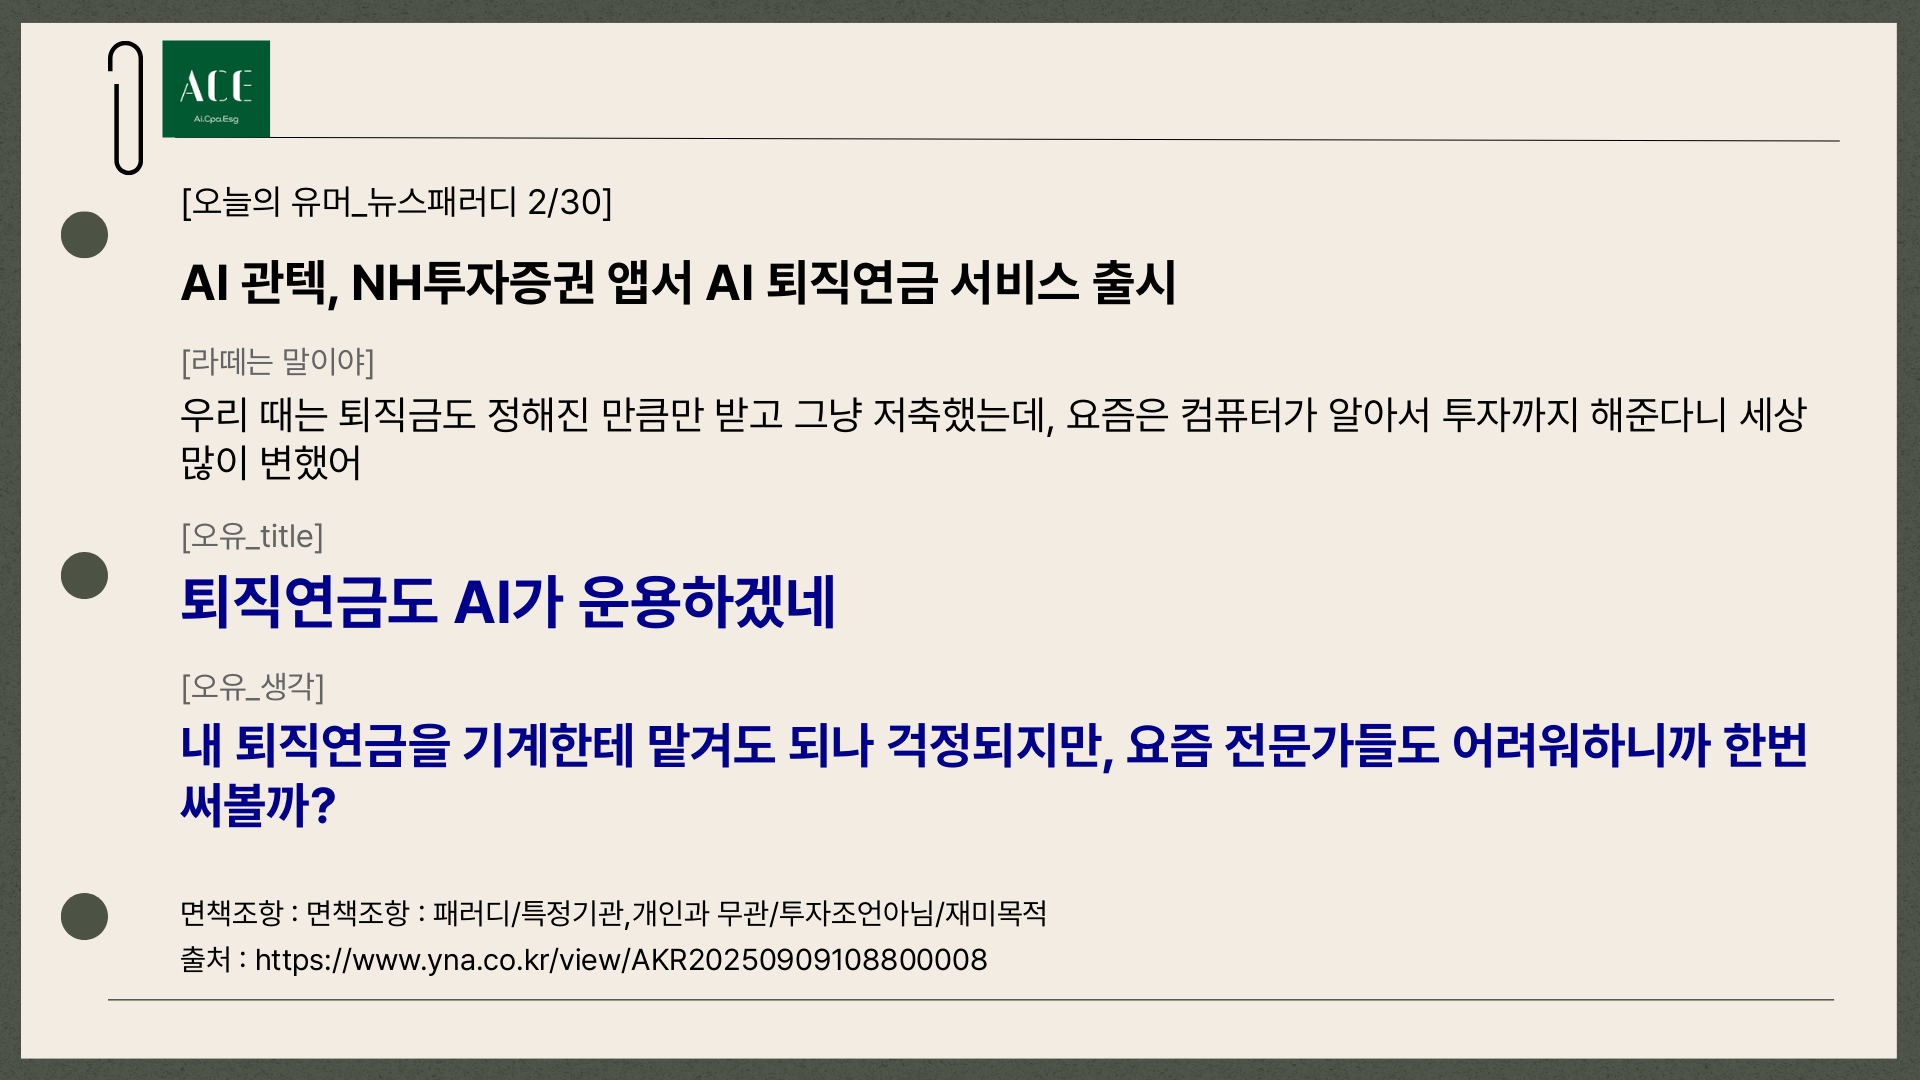 ACE
Ai.Cpa.Esg
[오늘의 유머_뉴스패러디 2/30]
AI 관텍, NH투자증권 앱서 AI 퇴직연금 서비스 출시
[라떼는 말이야]
우리 때는 퇴직금도 정해진 만큼만 받고 그냥 저축했는데, 요즘은 컴퓨터가 알아서 투자까지 해준다니 세상
많이 변했어
[오유_title]
퇴직연금도 AI가 운용하겠네
[오유_생각]
내 퇴직연금을 기계한테 맡겨도 되나 걱정되지만, 요즘 전문가들도 어려워하니까 한번
써볼까?
면책조항 : 면책조항 : 패러디/특정기관,개인과 무관/투자조언아님/재미목적
출처 : https://www.yna.co.kr/view/AKR20250909108800008